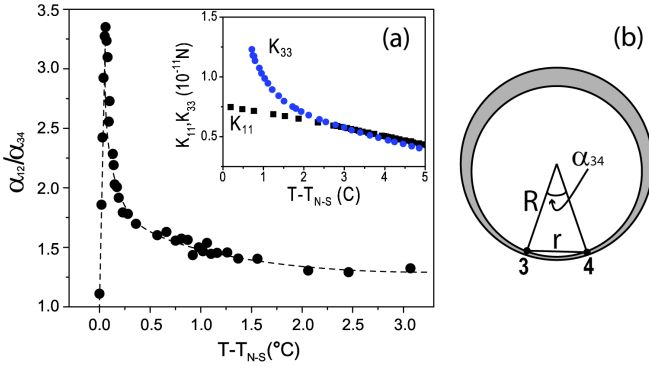 (a)
α₁₂/α₃₄
3.5
3.0
2.5
2.0
1.5
1.0
0.0
0.5
1.0
1.5
2.0
2.5
3.0
T-T_N-S(°C)
K₁₁,K₃₃ (10⁻¹¹N)
1.5
1.0
0.5
K₃₃
K₁₁
0
1
2
3
4
5
T-T_N-S (C)
(b)
α₃₄
R
r
3
4